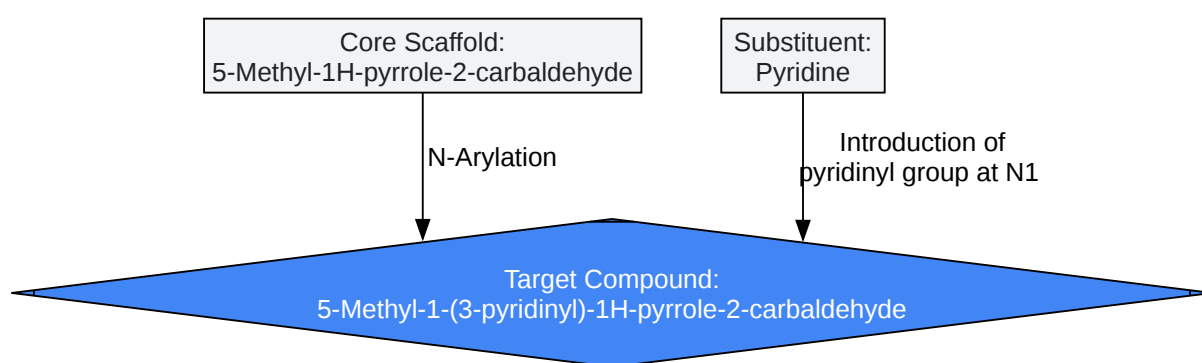 Core Scaffold:
5-Methyl-1H-pyrrole-2-carbaldehyde
Substituent:
Pyridine
N-Arylation
Introduction of
pyridinyl group at N1
Target Compound:
5-Methyl-1-(3-pyridinyl)-1H-pyrrole-2-carbaldehyde